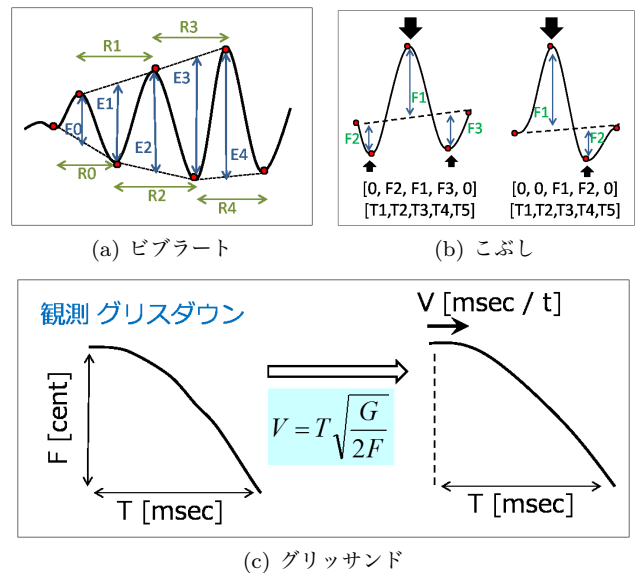 R3
R1
E3
E1
E0
E2
E4
R0
R2
R4
(a) ビブラート
F1
F2
F3
[0, F2, F1, F3, 0]
[T1,T2,T3,T4,T5]
F1
F2
[0, 0, F1, F2, 0]
[T1,T2,T3,T4,T5]
(b) こぶし
観測 グリスダウン
V [msec / t]
F [cent]
V = T√(G/2F)
T [msec]
T [msec]
(c) グリッサンド